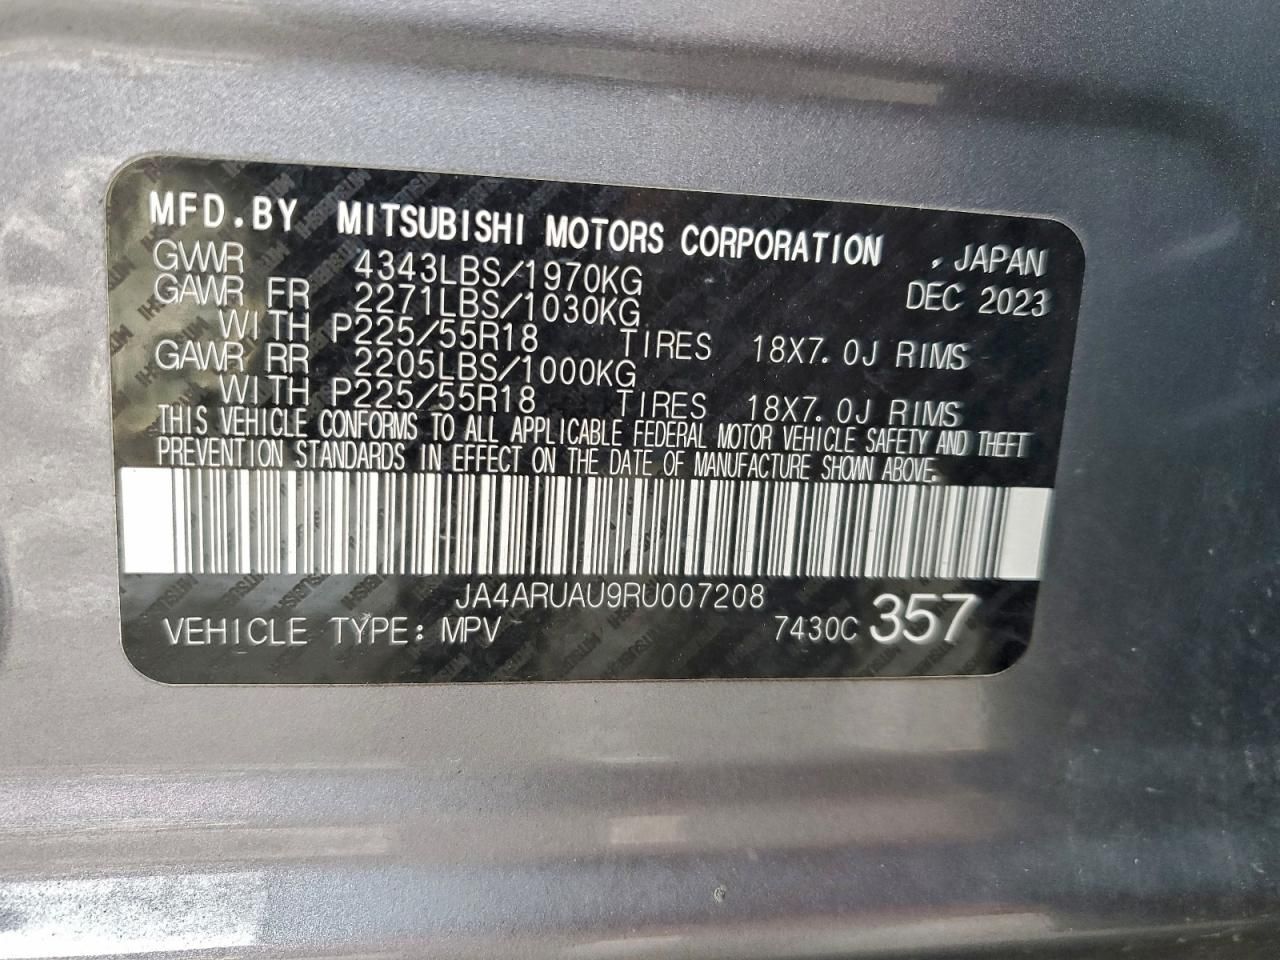 MFD.BY MITSUBISHI MOTORS CORPORATION , JAPAN
GVWR 4343LBS/1970KG DEC 2023
GAWR FR 2271LBS/1030KG
WITH P225/55R18 TIRES 18X7.0J RIMS
GAWR RR 2205LBS/1000KG
WITH P225/55R18 TIRES 18X7.0J RIMS
THIS VEHICLE CONFORMS TO ALL APPLICABLE FEDERAL MOTOR VEHICLE SAFETY AND THEFT
PREVENTION STANDARDS IN EFFECT ON THE DATE OF MANUFACTURE SHOWN ABOVE.
JA4ARUAU9RU007208
VEHICLE TYPE: MPV 7430C 357